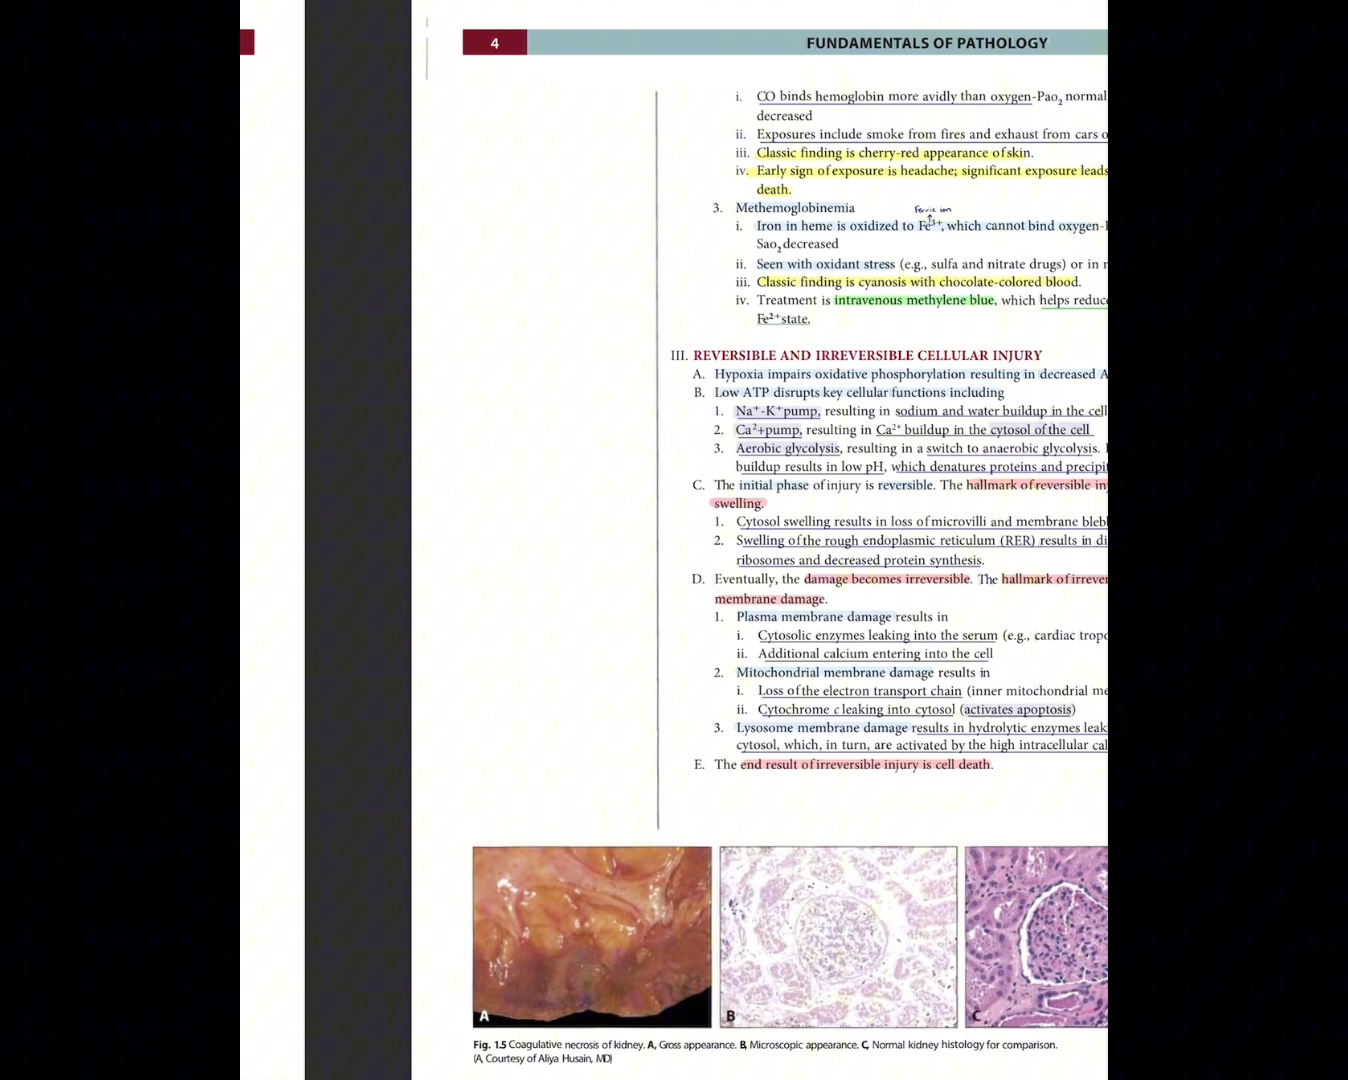 4
FUNDAMENTALS OF PATHOLOGY
i. CO binds hemoglobin more avidly than oxygen-Pao₂ normal
decreased
ii. Exposures include smoke from fires and exhaust from cars o
iii. Classic finding is cherry-red appearance of skin.
iv. Early sign of exposure is headache; significant exposure leads
death.
3. Methemoglobinemia
Ferric ion
i. Iron in heme is oxidized to Fe³⁺, which cannot bind oxygen-
Sao₂ decreased
ii. Seen with oxidant stress (e.g., sulfa and nitrate drugs) or in
iii. Classic finding is cyanosis with chocolate-colored blood.
iv. Treatment is intravenous methylene blue, which helps reduc
Fe²⁺ state.
III. REVERSIBLE AND IRREVERSIBLE CELLULAR INJURY
A. Hypoxia impairs oxidative phosphorylation resulting in decreased A
B. Low ATP disrupts key cellular functions including
1. Na⁺-K⁺ pump, resulting in sodium and water buildup in the cell
2. Ca²+ pump, resulting in Ca²⁺ buildup in the cytosol of the cell
3. Aerobic glycolysis, resulting in a switch to anaerobic glycolysis.
buildup results in low pH, which denatures proteins and precipi
C. The initial phase of injury is reversible. The hallmark of reversible in
swelling.
1. Cytosol swelling results in loss of microvilli and membrane bleb
2. Swelling of the rough endoplasmic reticulum (RER) results in di
ribosomes and decreased protein synthesis.
D. Eventually, the damage becomes irreversible. The hallmark of irrever
membrane damage.
1. Plasma membrane damage results in
i. Cytosolic enzymes leaking into the serum (e.g., cardiac tropo
ii. Additional calcium entering into the cell
2. Mitochondrial membrane damage results in
i. Loss of the electron transport chain (inner mitochondrial me
ii. Cytochrome c leaking into cytosol (activates apoptosis)
3. Lysosome membrane damage results in hydrolytic enzymes leak
cytosol, which, in turn, are activated by the high intracellular cal
E. The end result of irreversible injury is cell death.
A
B
C
Fig. 1.5 Coagulative necrosis of kidney. A, Gross appearance. B, Microscopic appearance. C, Normal kidney histology for comparison.
(A, Courtesy of Aliya Husain, MD)